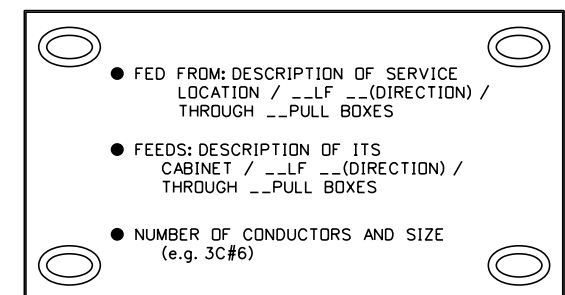 ● FED FROM: DESCRIPTION OF SERVICE
LOCATION / __LF __(DIRECTION) /
THROUGH __PULL BOXES
● FEEDS: DESCRIPTION OF ITS
CABINET / __LF __(DIRECTION) /
THROUGH __PULL BOXES
● NUMBER OF CONDUCTORS AND SIZE
(e.g. 3C#6)